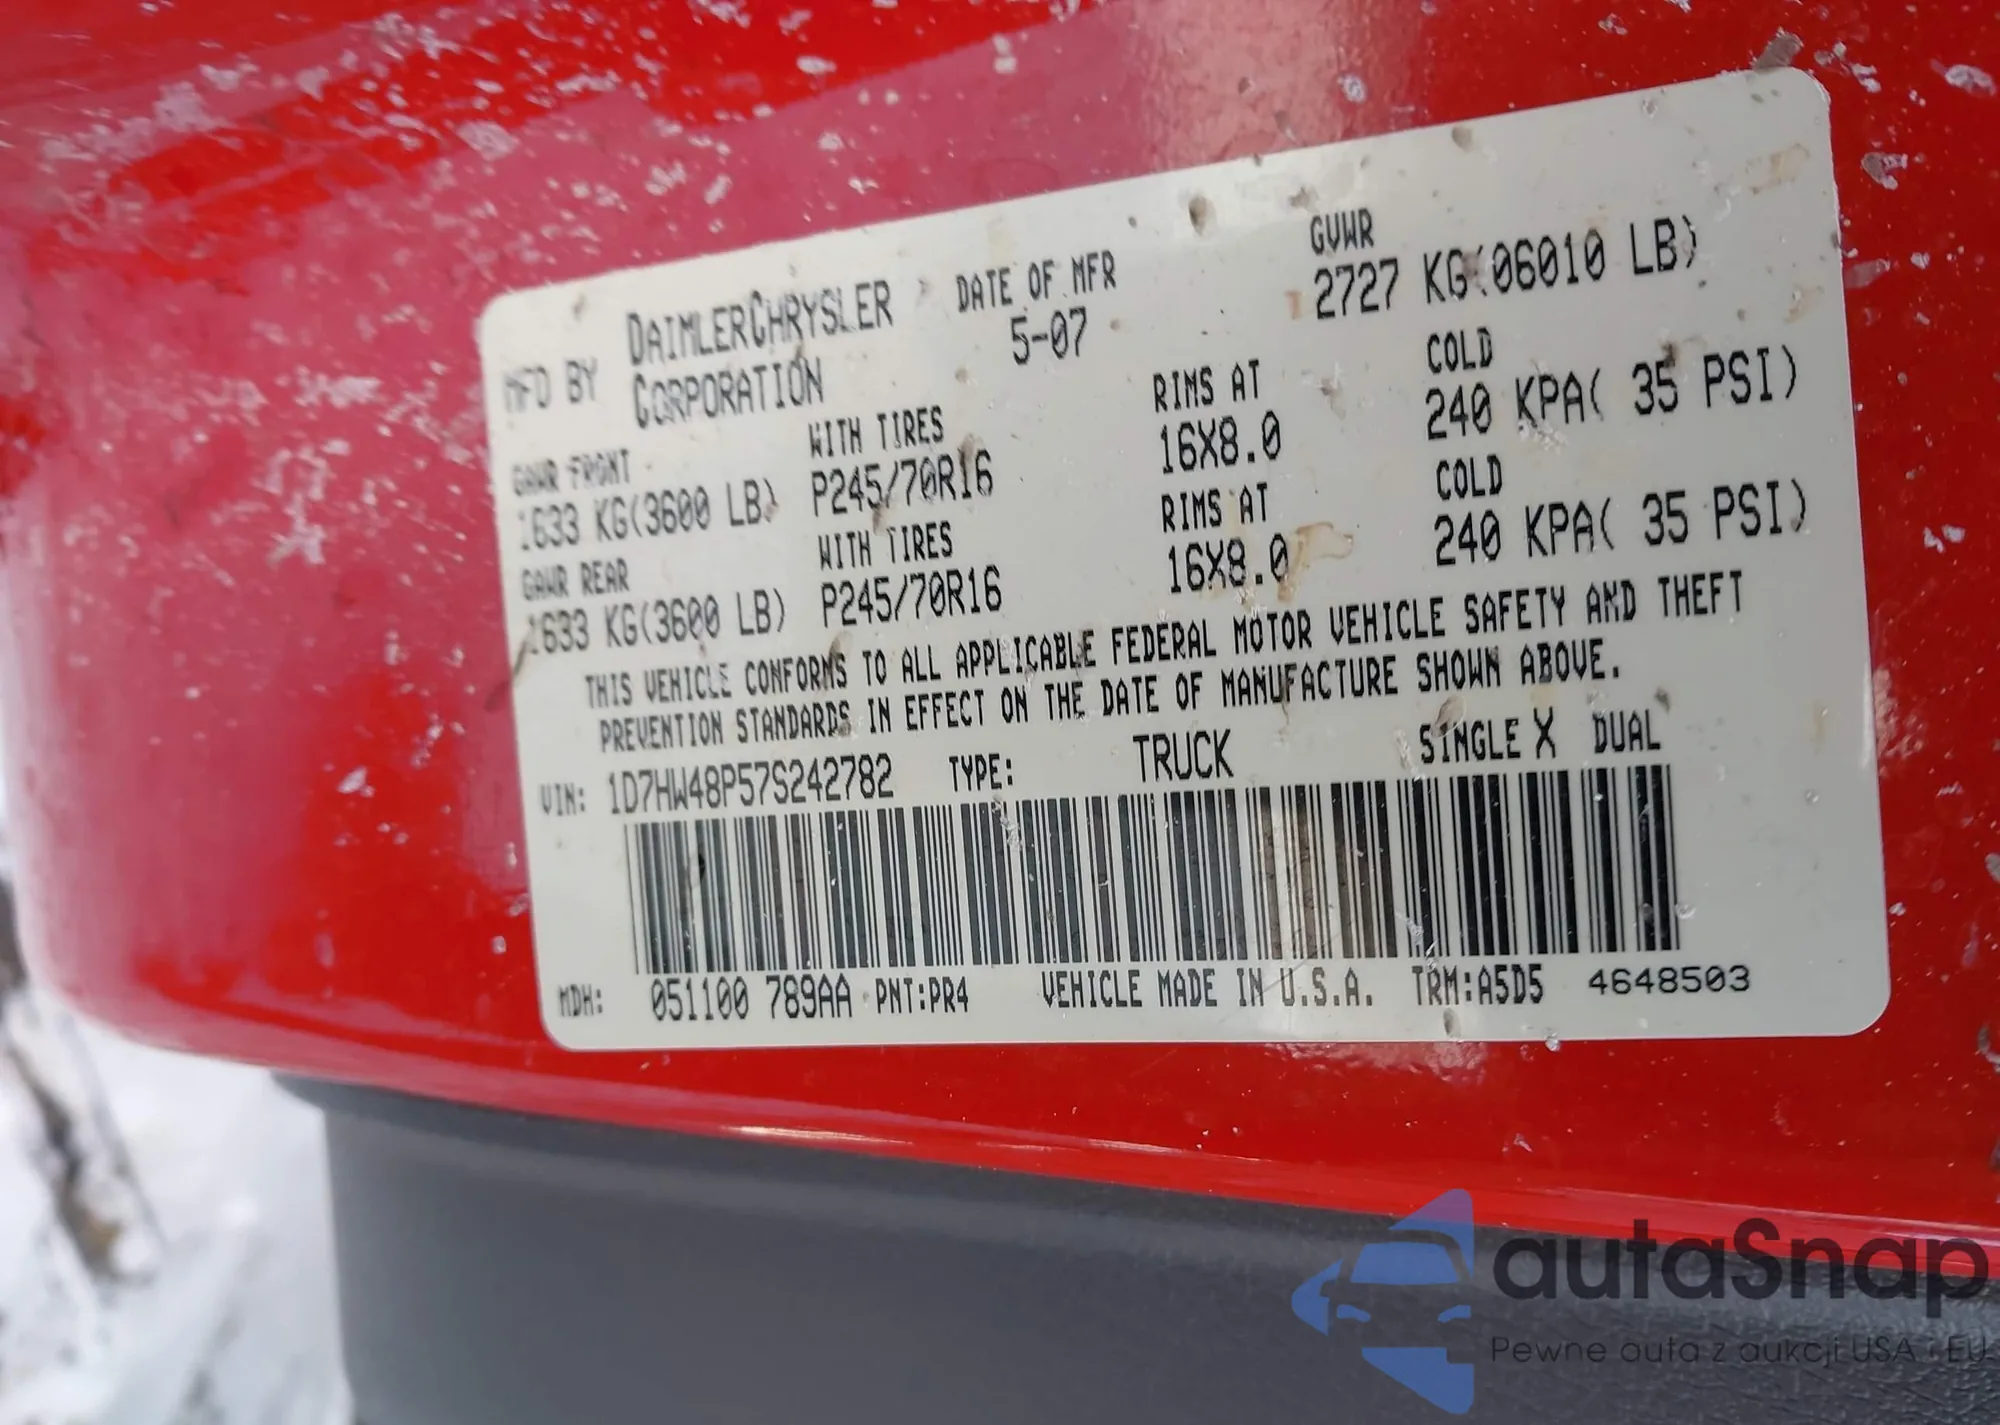 MFD BY DAIMLERCHRYSLER CORPORATION DATE OF MFR 5-07 GVWR 2727 KG(06010 LB)
GAWR FRONT WITH TIRES RIMS AT COLD
1633 KG(3600 LB) P245/70R16 16X8.0 240 KPA( 35 PSI)
GAWR REAR WITH TIRES RIMS AT COLD
1633 KG(3600 LB) P245/70R16 16X8.0 240 KPA( 35 PSI)
THIS VEHICLE CONFORMS TO ALL APPLICABLE FEDERAL MOTOR VEHICLE SAFETY AND THEFT
PREVENTION STANDARDS IN EFFECT ON THE DATE OF MANUFACTURE SHOWN ABOVE.
VIN: 1D7HW48P57S242782 TYPE: TRUCK SINGLE X DUAL
MDH: 051100 789AA PNT:PR4 VEHICLE MADE IN U.S.A. TRM:A5D5 4648503
autaSnap
Pewne auta z aukcji USA i EU